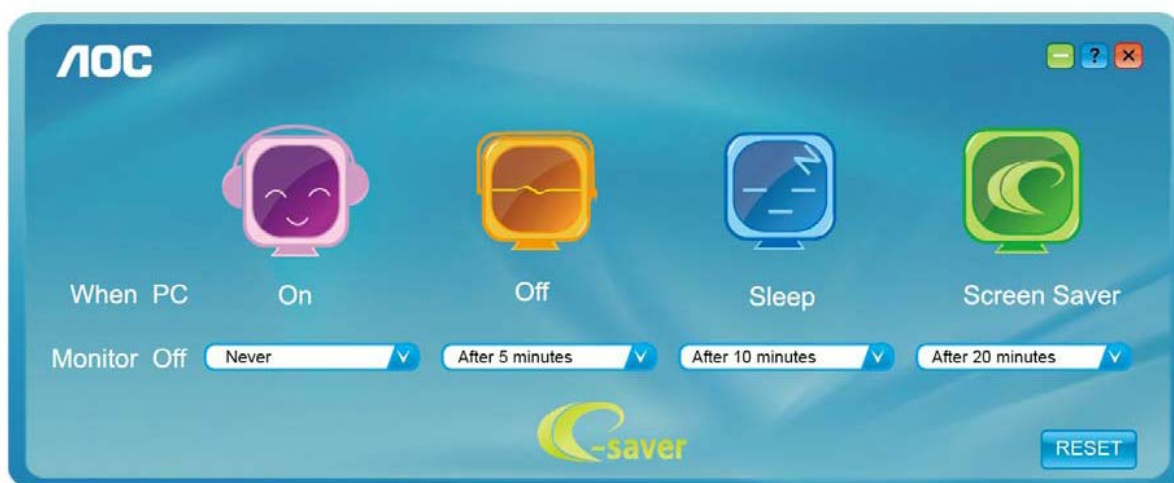 AOC
?
When PC On Off Sleep Screen Saver
Monitor Off Never After 5 minutes After 10 minutes After 20 minutes
e-saver
RESET